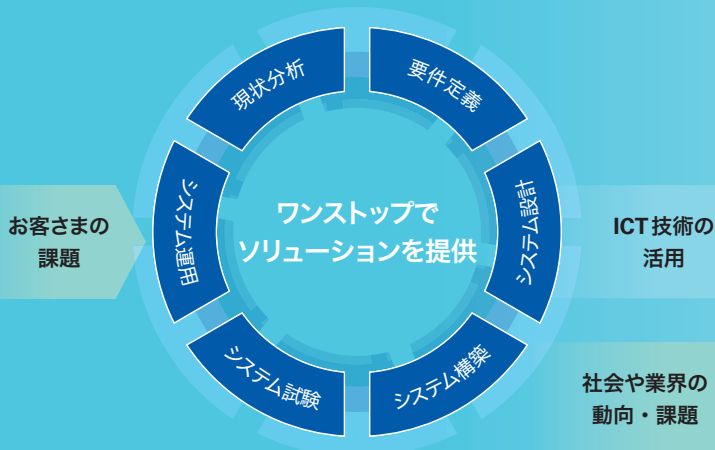 現状分析
要件定義
システム設計
システム構築
システム試験
システム運用
ワンストップで
ソリューションを提供
お客さまの
課題
ICT技術の
活用
社会や業界の
動向・課題